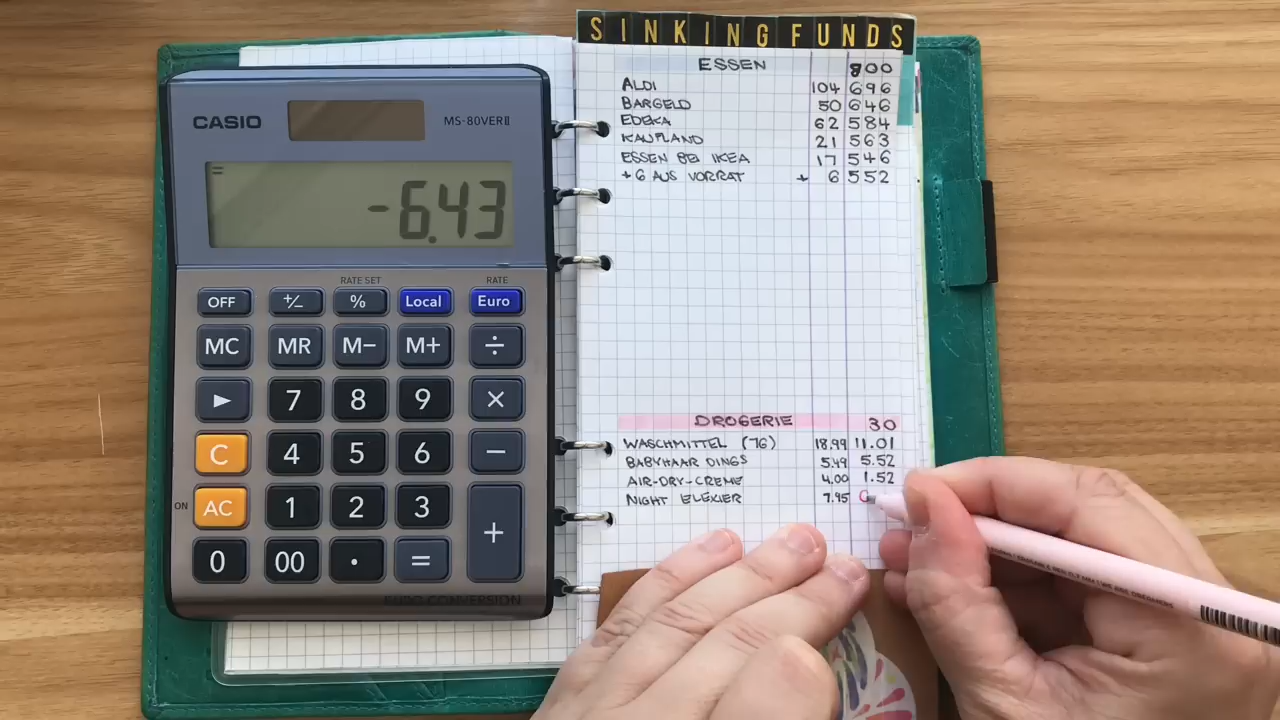 SINKING FUNDS
ESSEN 800
ALDI 104 696
BARGELD 50 646
EDEKA 62 584
KAUFLAND 21 563
ESSEN BEI IKEA 17 546
+6 AUS VORRAT + 6 552
DROGERIE 30
WASCHMITTEL (76) 18.99 11.01
BABYHAAR DINGS 5.49 5.52
AIR-DRY-CREME 4.00 1.52
NIGHT ELEXIER 7.95
CASIO MS-80VERII
=
-6.43
RATE SET RATE
OFF +/− % Local Euro
MC MR M− M+ ÷
► 7 8 9 ×
C 4 5 6 −
ON AC 1 2 3 +
0 00 . =
EURO CONVERSION